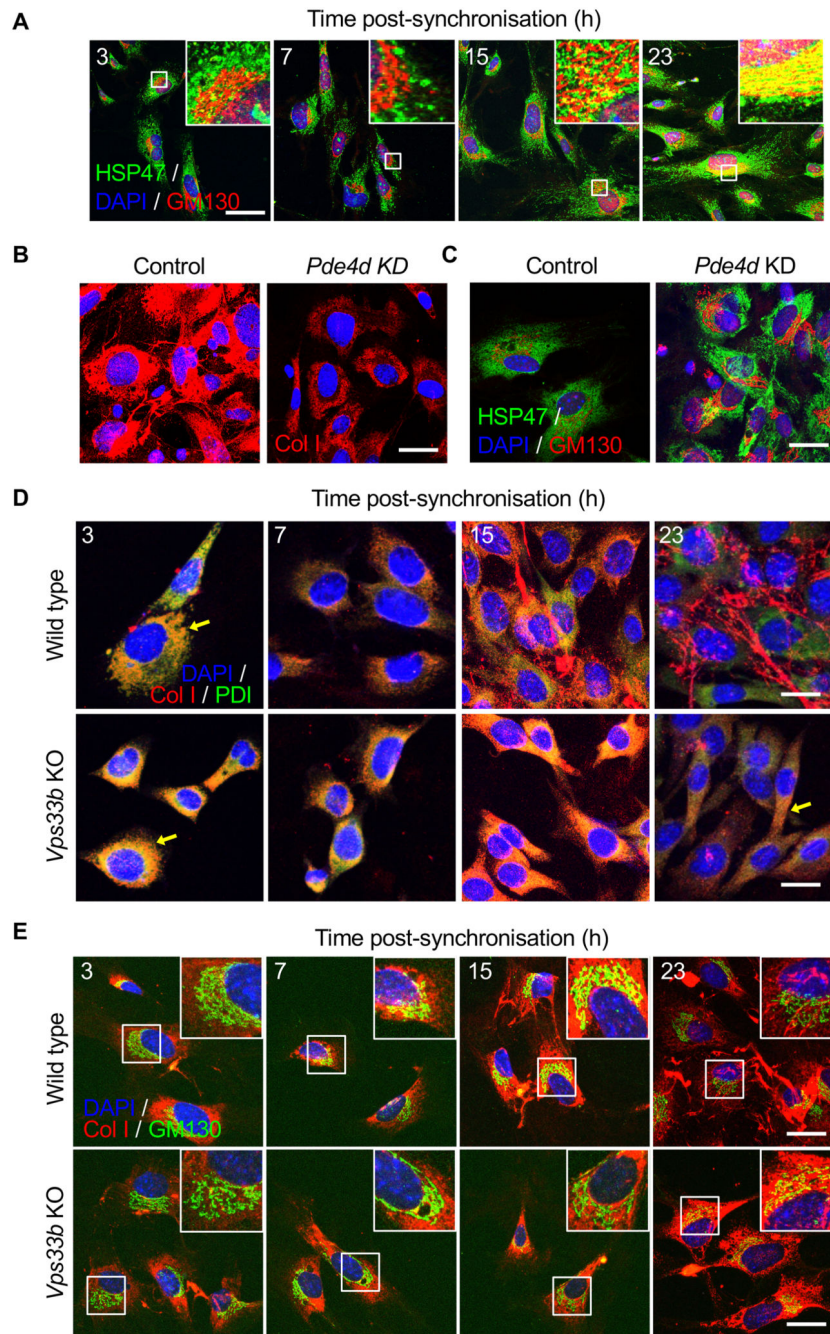 A
Time post-synchronisation (h)
3 7 15 23
HSP47 /
DAPI / GM130
B
Control Pde4d KD
Col I
C
Control Pde4d KD
HSP47 /
DAPI / GM130
D
Time post-synchronisation (h)
Wild type
3 7 15 23
DAPI /
Col I / PDI
Vps33b KO
E
Time post-synchronisation (h)
Wild type
3 7 15 23
DAPI /
Col I / GM130
Vps33b KO